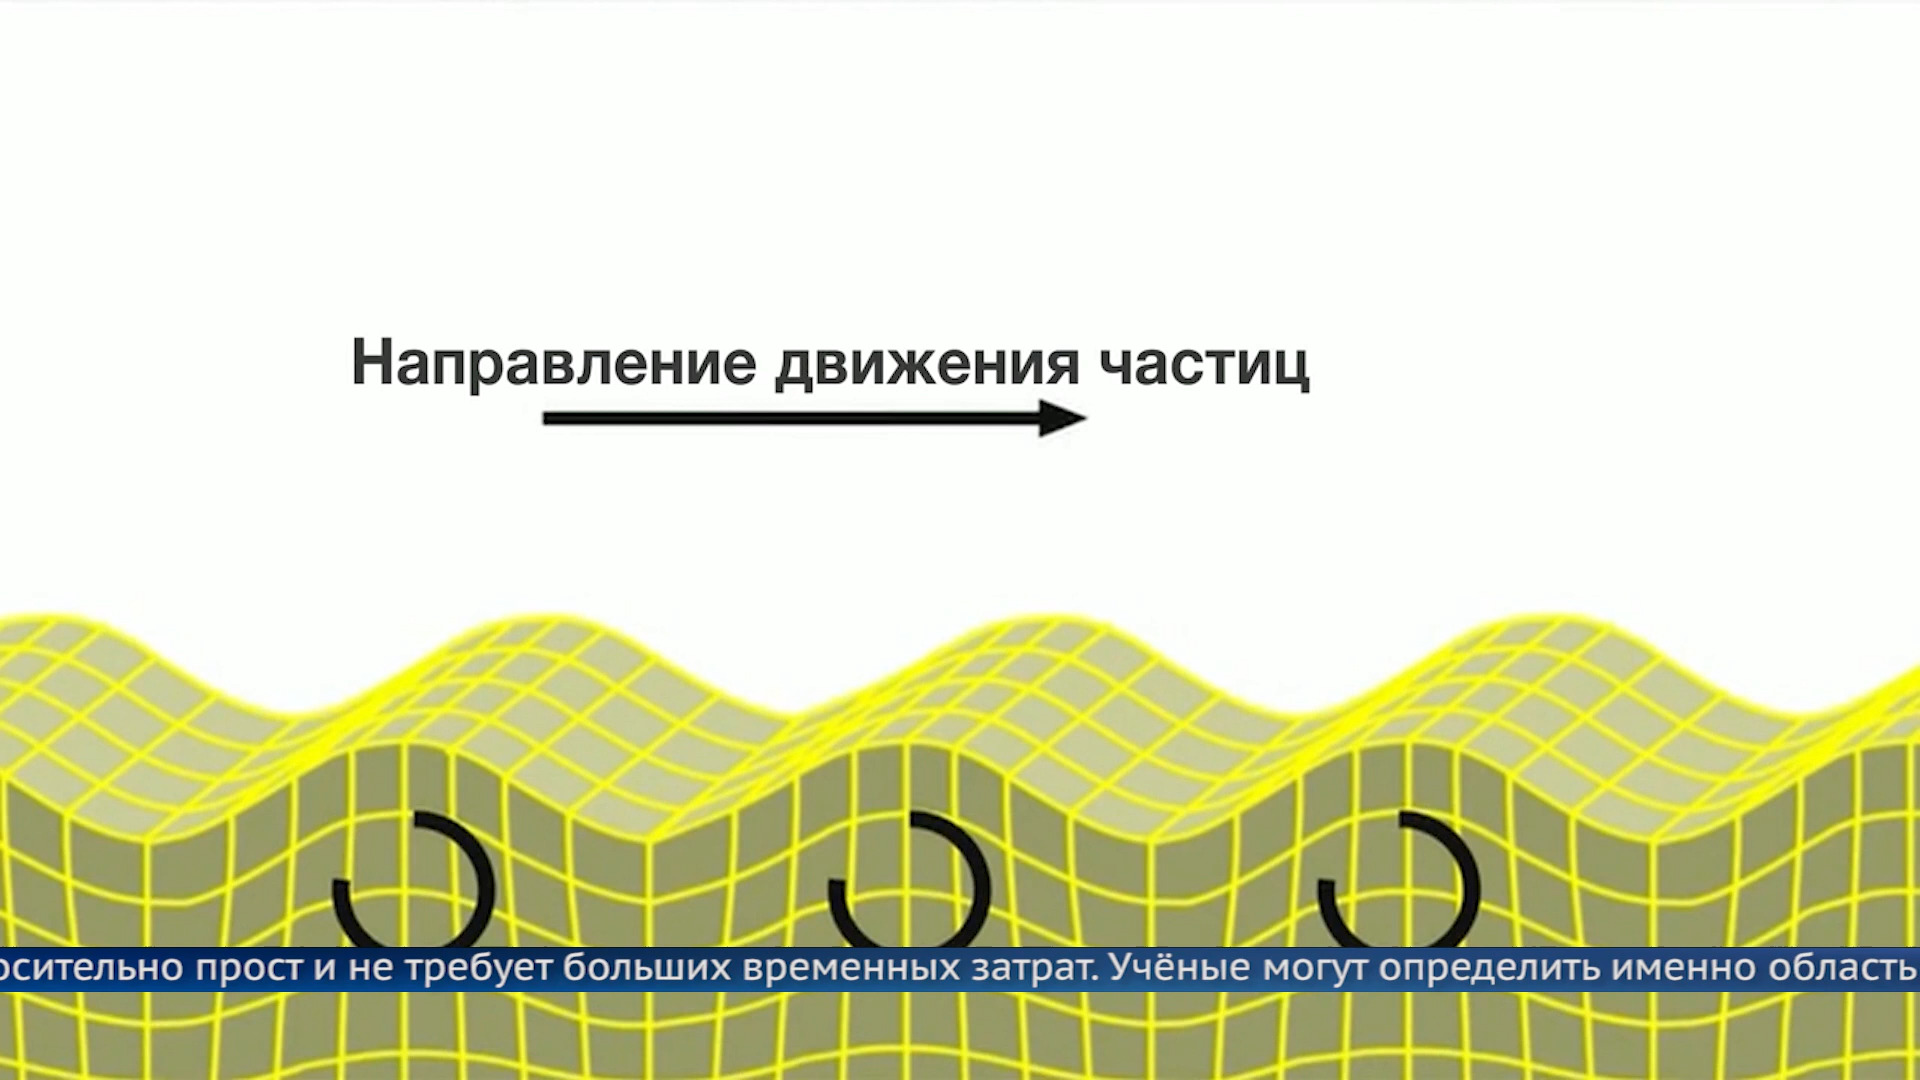 Направление движения частиц
осительно прост и не требует больших временных затрат. Учёные могут определить именно область